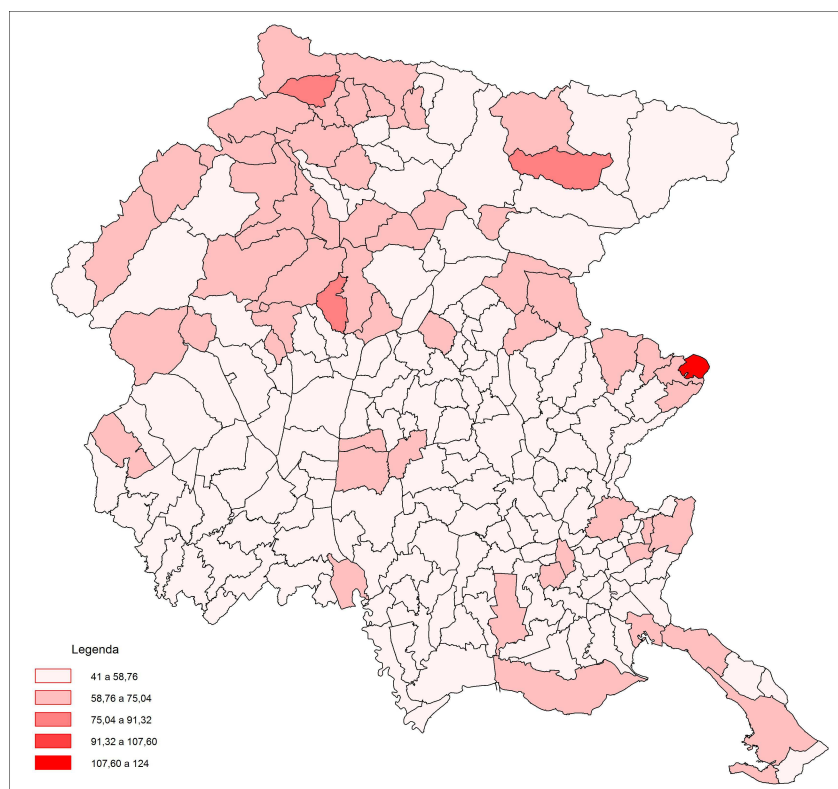 Legenda
41 a 58,76
58,76 a 75,04
75,04 a 91,32
91,32 a 107,60
107,60 a 124